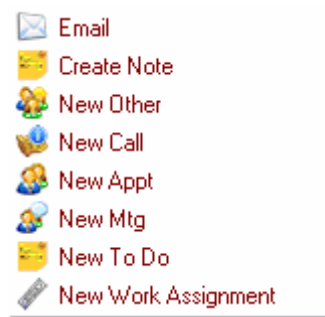 Email
Create Note
New Other
New Call
New Appt
New Mtg
New To Do
New Work Assignment